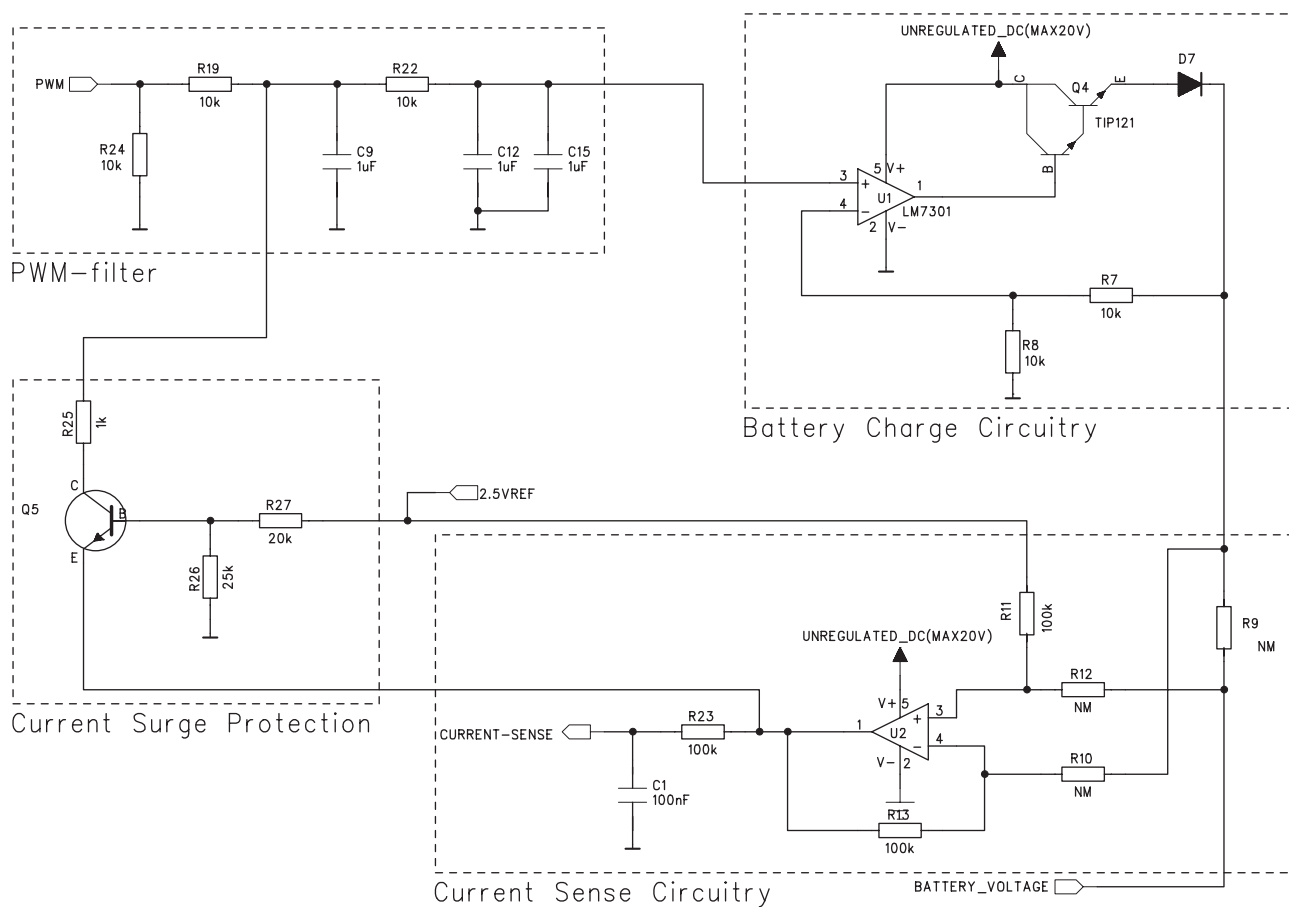 UNREGULATED_DC(MAX20V)
PWM
R19
10k
R22
10k
R24
10k
C9
1uF
C12
1uF
C15
1uF
PWM-filter
C
Q4
E
TIP121
B
D7
3
+
4
-
5
V+
U1
1
LM7301
2
V-
R7
10k
R8
10k
Battery Charge Circuitry
R25
1k
C
Q5
B
E
R27
20k
2.5VREF
R26
25k
Current Surge Protection
R11
100k
R9
NM
UNREGULATED_DC(MAX20V)
R12
NM
V+
5
3
+
1
U2
-
4
V-
2
R10
NM
R23
100k
CURRENT-SENSE
C1
100nF
R13
100k
Current Sense Circuitry
BATTERY_VOLTAGE